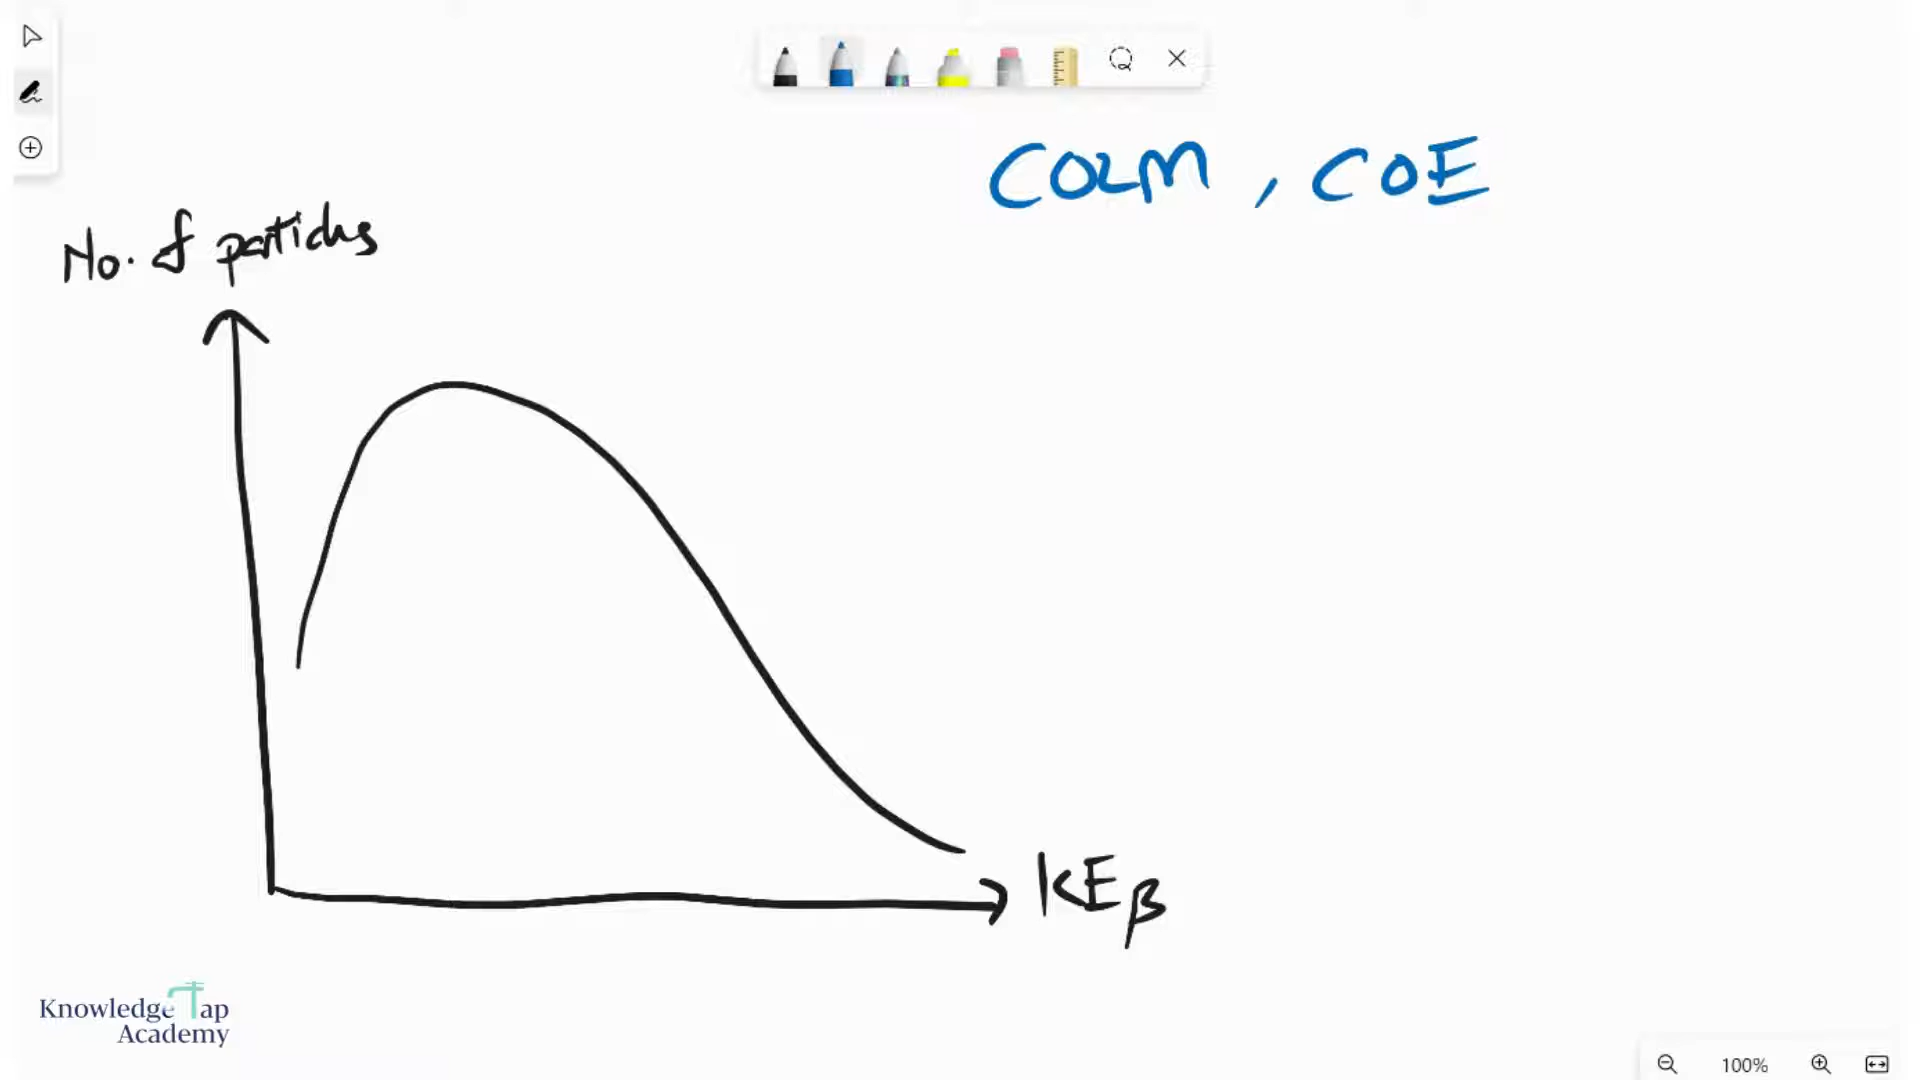 COLM , COE
No. of particles
KEβ
Knowledge Tap
Academy
100%